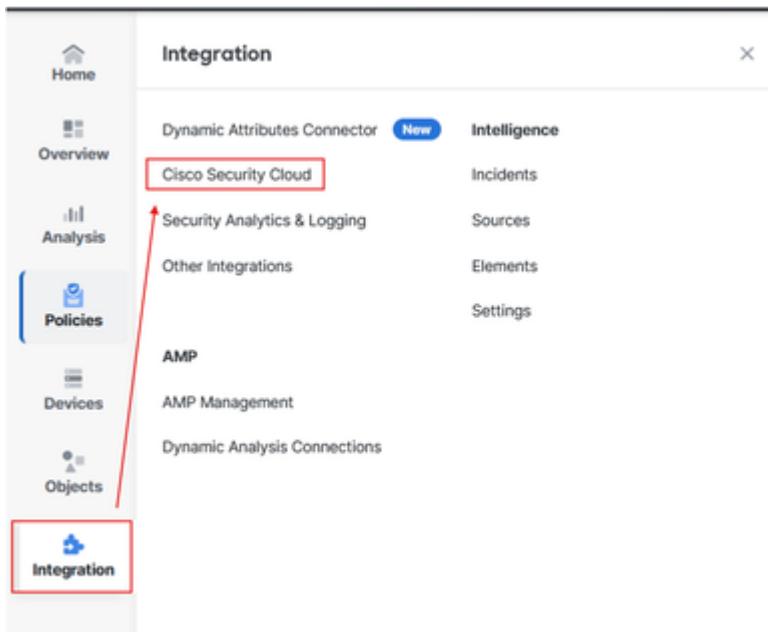 Home
Overview
Analysis
Policies
Devices
Objects
Integration
Integration
Dynamic Attributes Connector New
Cisco Security Cloud
Security Analytics & Logging
Other Integrations
AMP
AMP Management
Dynamic Analysis Connections
Intelligence
Incidents
Sources
Elements
Settings